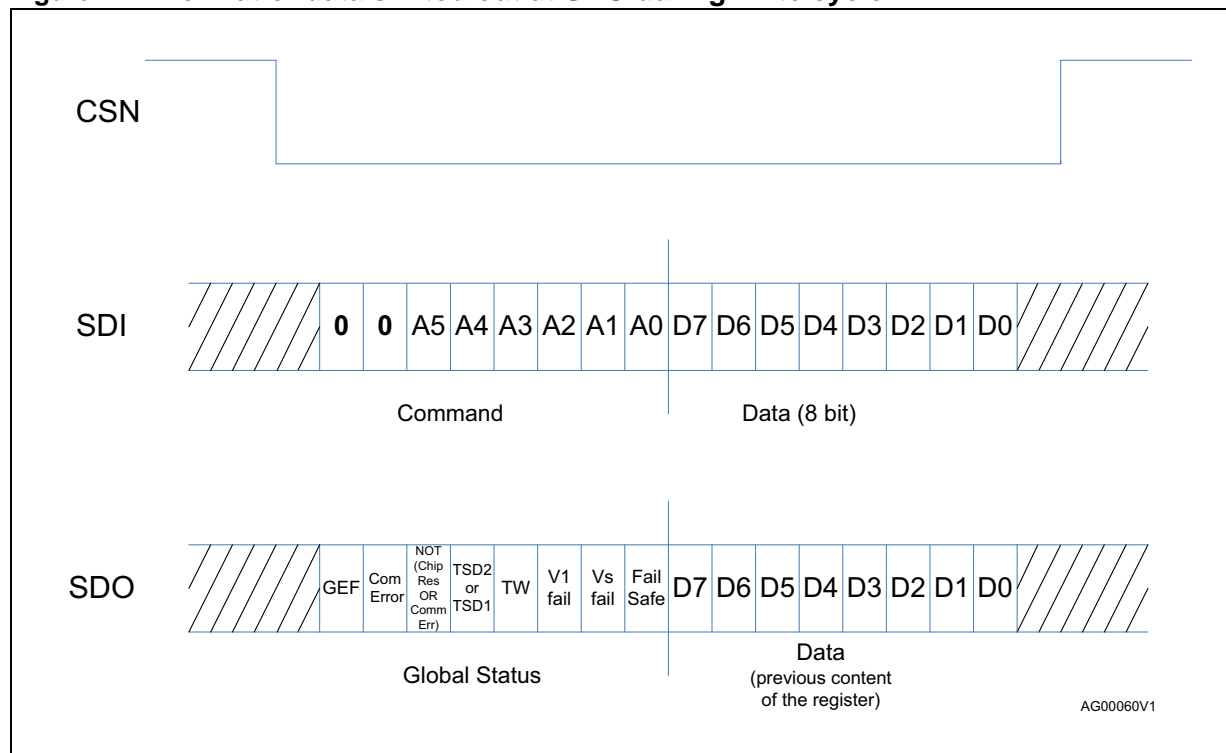 CSN
SDI
0 0 A5 A4 A3 A2 A1 A0 D7 D6 D5 D4 D3 D2 D1 D0
Command
Data (8 bit)
SDO
GEF
Com
Error
NOT
(Chip
Res
OR
Comm
Err)
TSD2
or
TSD1
TW
V1
fail
Vs
fail
Fail
Safe
D7 D6 D5 D4 D3 D2 D1 D0
Global Status
Data
(previous content
of the register)
AG00060V1